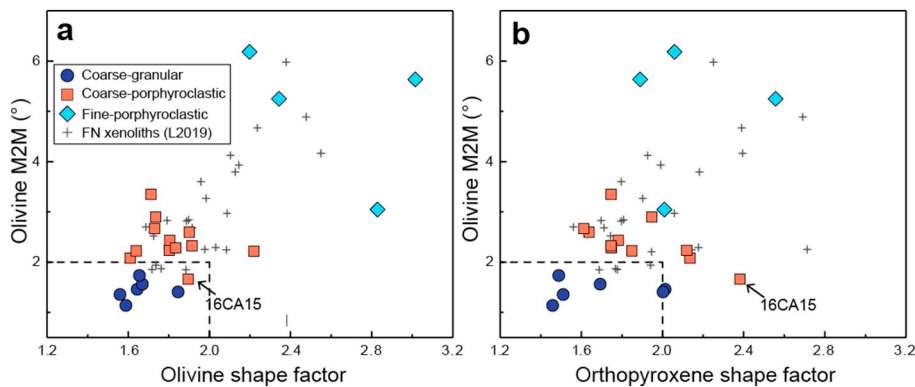 a
b
6
4
2
Olivine M2M (°)
Coarse-granular
Coarse-porphyroclastic
Fine-porphyroclastic
FN xenoliths (L2019)
16CA15
1.2 1.6 2.0 2.4 2.8 3.2
Olivine shape factor
6
4
2
Olivine M2M (°)
16CA15
1.2 1.6 2.0 2.4 2.8 3.2
Orthopyroxene shape factor